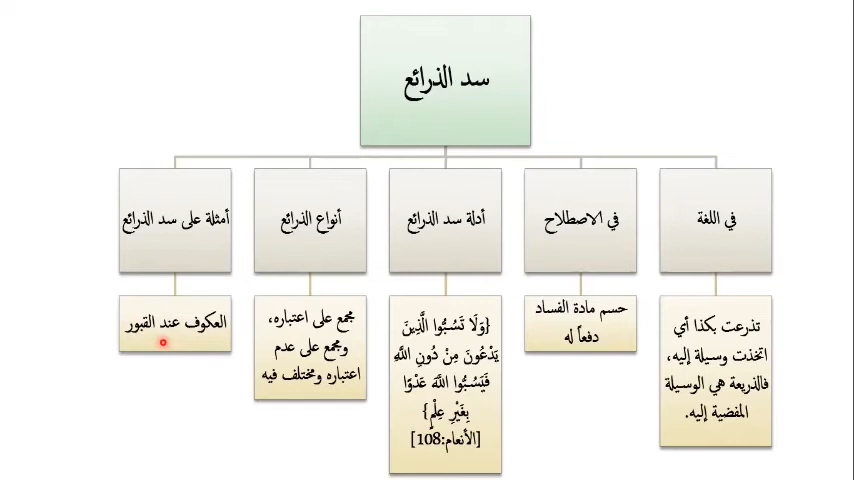 سد الذرائع
في اللغة
في الاصطلاح
أدلة سد الذرائع
أنواع الذرائع
أمثلة على سد الذرائع
تذرعت بكذا أي
اتخذت وسيلة إليه،
فالذريعة هي الوسيلة
المفضية إليه.
حسم مادة الفساد
دفعاً له
{وَلَا تَسُبُّوا الَّذِينَ
يَدْعُونَ مِنْ دُونِ اللَّهِ
فَيَسُبُّوا اللَّهَ عَدْوًا
بِغَيْرِ عِلْمٍ}
[الأنعام:108]
مجمع على اعتباره،
ومجمع على عدم
اعتباره ومختلف فيه
العكوف عند القبور